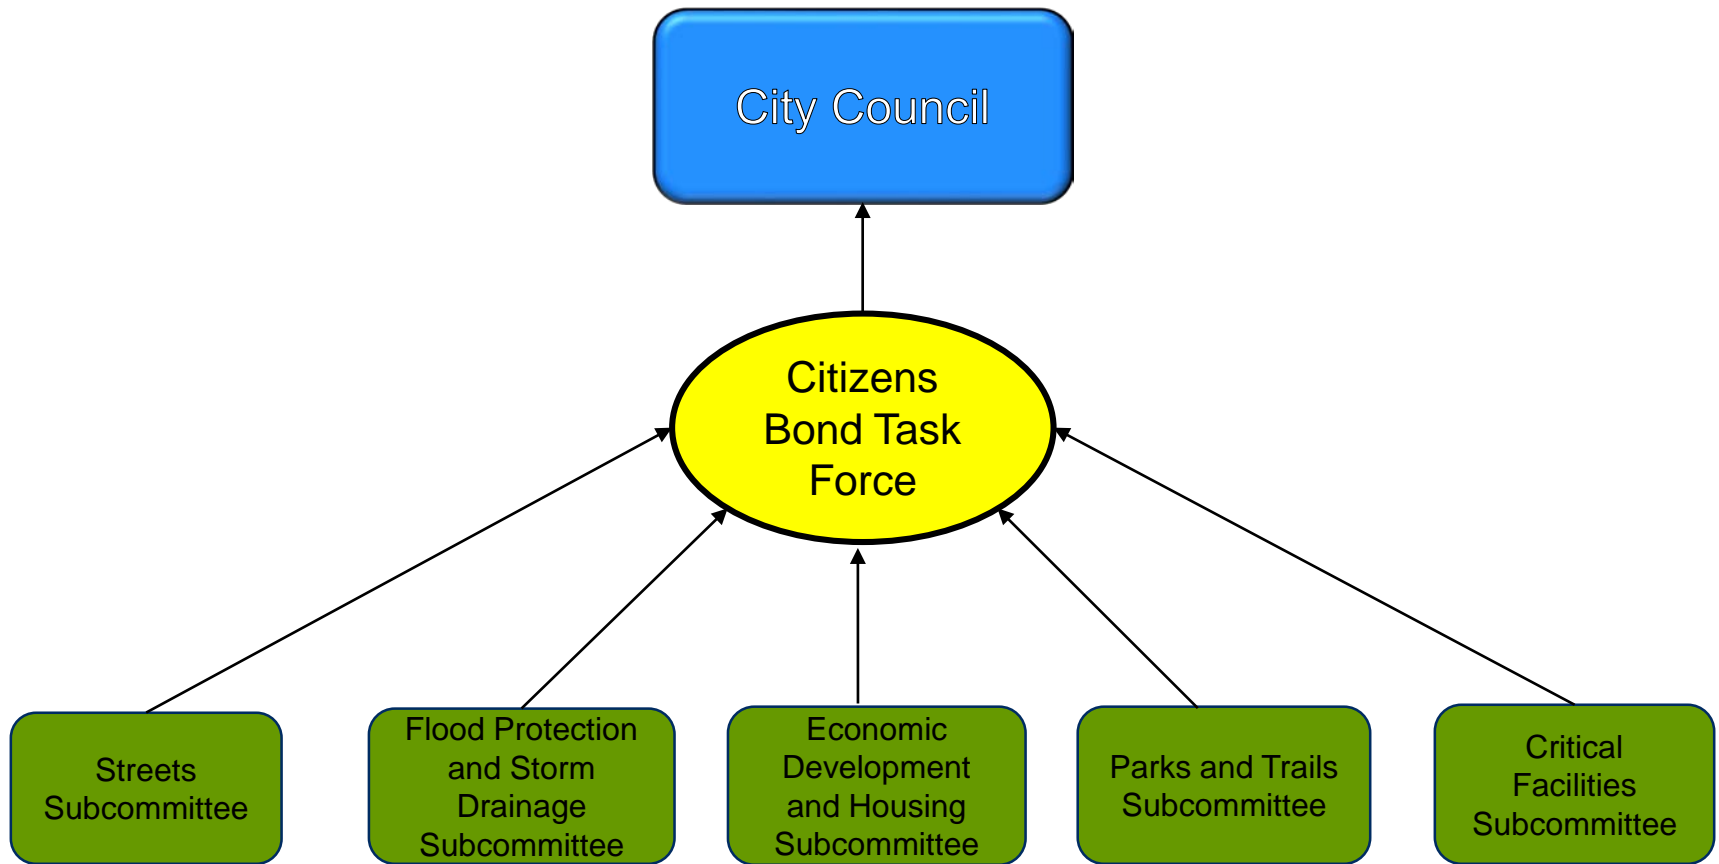 City Council
Citizens
Bond Task
Force
Streets
Subcommittee
Flood Protection
and Storm
Drainage
Subcommittee
Economic
Development
and Housing
Subcommittee
Parks and Trails
Subcommittee
Critical
Facilities
Subcommittee